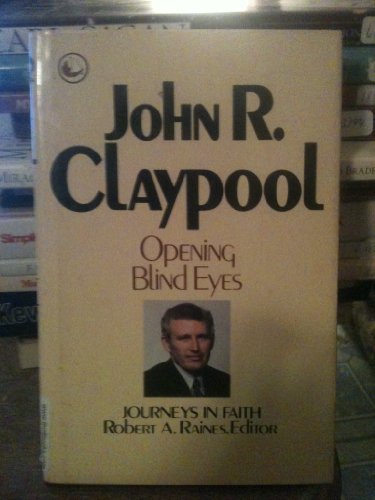 John R.
Claypool
Opening
Blind Eyes
JOURNEYS IN FAITH
Robert A. Raines, Editor